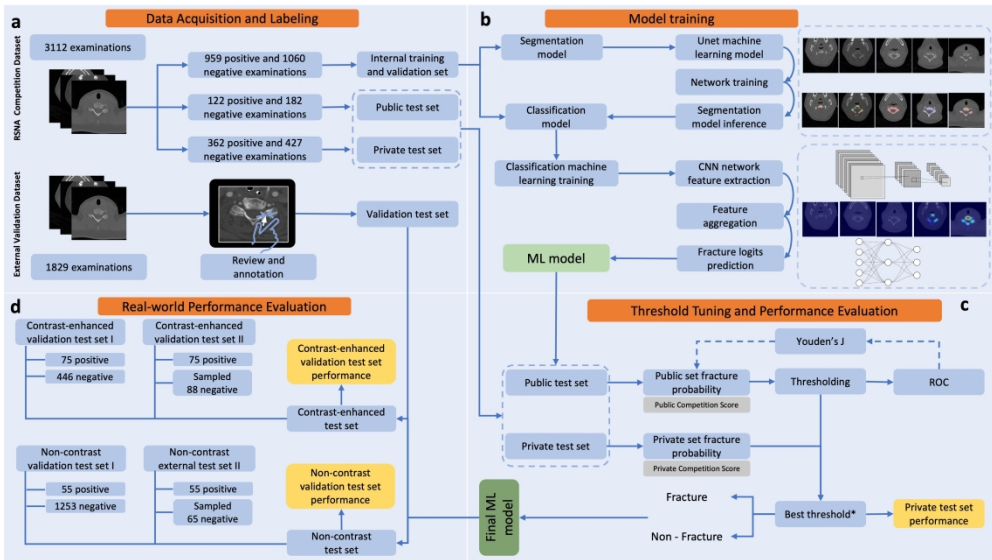 a
Data Acquisition and Labeling
RSNA
Competition Dataset
3112 examinations
959 positive and 1060
negative examinations
Internal training
and validation set
122 positive and 182
negative examinations
Public test set
362 positive and 427
negative examinations
Private test set
External Validation Dataset
1829 examinations
Review and
annotation
Validation test set
b
Model training
Segmentation
model
Unet machine
learning model
Network training
Classification
model
Segmentation
model inference
Classification machine
learning training
CNN network
feature extraction
Feature
aggregation
ML model
Fracture logits
prediction
c
Threshold Tuning and Performance Evaluation
Youden's J
Public test set
Public set fracture
probability
Public Competition Score
Thresholding
ROC
Private test set
Private set fracture
probability
Private Competition Score
Fracture
Non - Fracture
Best threshold*
Private test set
performance
Final ML
model
d
Real-world Performance Evaluation
Contrast-enhanced
validation test set I
75 positive
446 negative
Contrast-enhanced
validation test set II
75 positive
Sampled
88 negative
Contrast-enhanced
validation test set
performance
Contrast-enhanced
test set
Non-contrast
validation test set I
55 positive
1253 negative
Non-contrast
external test set II
55 positive
Sampled
65 negative
Non-contrast
validation test set
performance
Non-contrast
test set